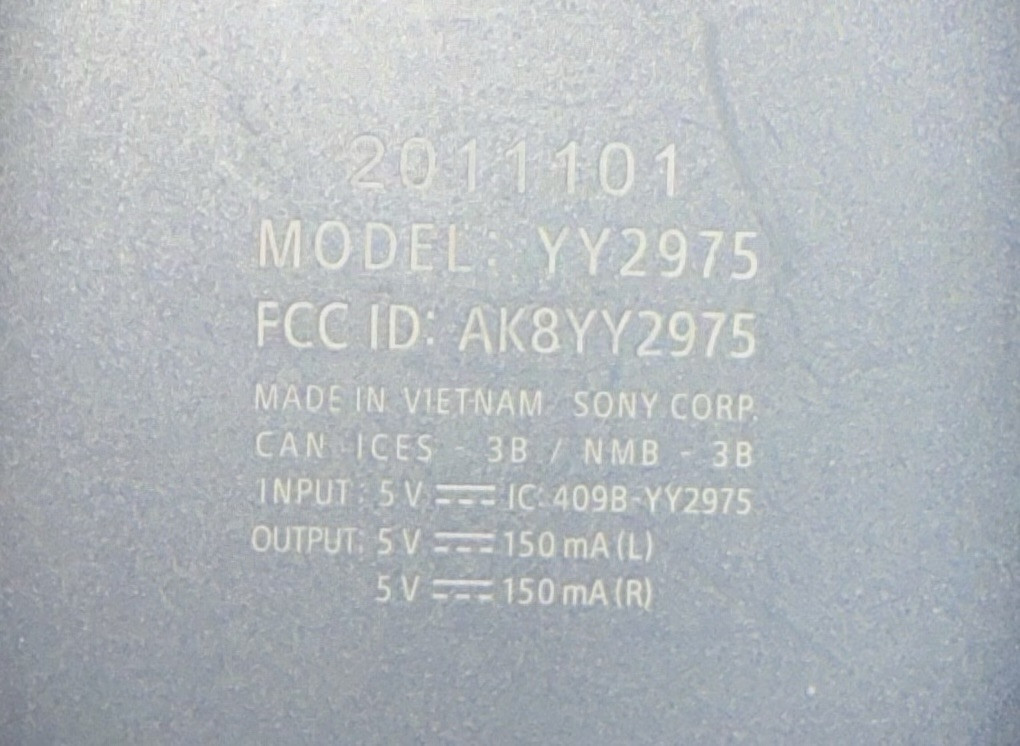 2011101
MODEL: YY2975
FCC ID: AK8YY2975
MADE IN VIETNAM SONY CORP.
CAN ICES - 3B / NMB - 3B
INPUT: 5 V ⎓ IC: 409B-YY2975
OUTPUT: 5 V ⎓ 150 mA (L)
5 V ⎓ 150 mA (R)